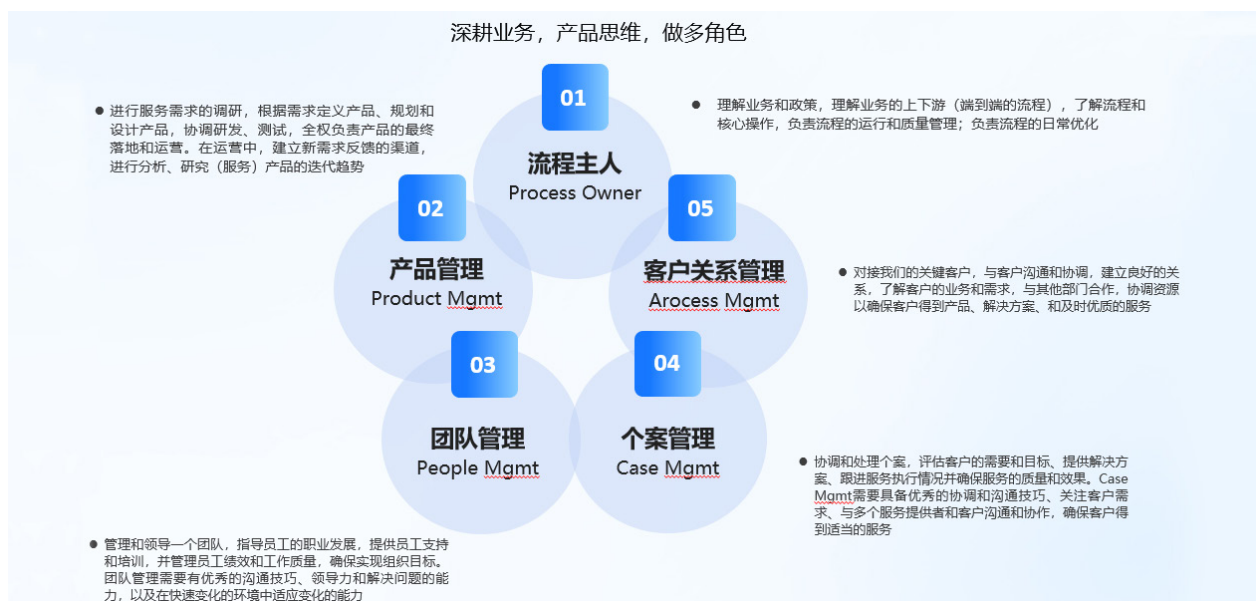 深耕业务，产品思维，做多角色
01
流程主人
Process Owner
● 理解业务和政策，理解业务的上下游（端到端的流程），了解流程和
核心操作，负责流程的运行和质量管理；负责流程的日常优化
● 进行服务需求的调研，根据需求定义产品、规划和
设计产品，协调研发、测试，全权负责产品的最终
落地和运营。在运营中，建立新需求反馈的渠道，
进行分析、研究（服务）产品的迭代趋势
02
产品管理
Product Mgmt
05
客户关系管理
Arocess Mgmt
● 对接我们的关键客户，与客户沟通和协调，建立良好的关
系，了解客户的业务和需求，与其他部门合作，协调资源
以确保客户得到产品、解决方案、和及时优质的服务
03
团队管理
People Mgmt
04
个案管理
Case Mgmt
● 协调和处理个案，评估客户的需要和目标、提供解决方
案、跟进服务执行情况并确保服务的质量和效果。Case
Mgmt需要具备优秀的协调和沟通技巧、关注客户需
求、与多个服务提供者和客户沟通和协作，确保客户得
到适当的服务
● 管理和领导一个团队，指导员工的职业发展，提供员工支持
和培训，并管理员工绩效和工作质量，确保实现组织目标。
团队管理需要有优秀的沟通技巧、领导力和解决问题的能
力，以及在快速变化的环境中适应变化的能力